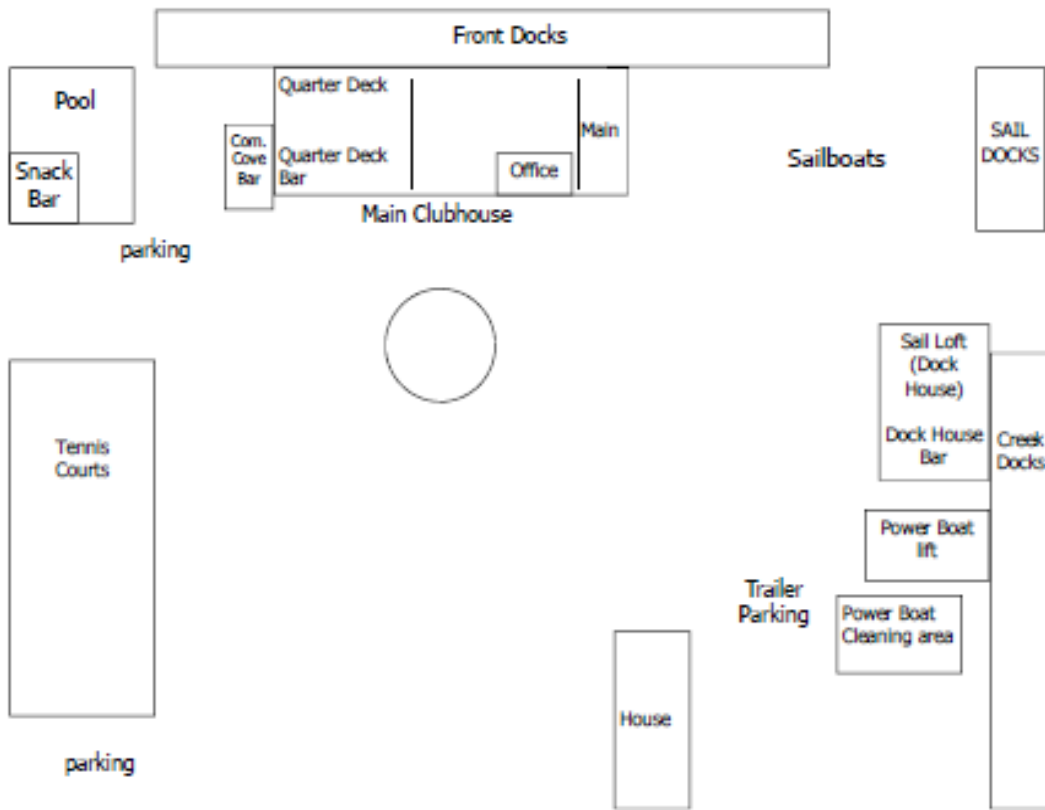 Front Docks
Pool
Snack
Bar
parking
Com.
Cove
Bar
Quarter Deck
Quarter Deck
Bar
Office
Main
Main Clubhouse
Sailboats
SAIL
DOCKS
Tennis
Courts
parking
Sail Loft
(Dock
House)
Dock House
Bar
Creek
Docks
Power Boat
lift
Trailer
Parking
Power Boat
Cleaning area
House